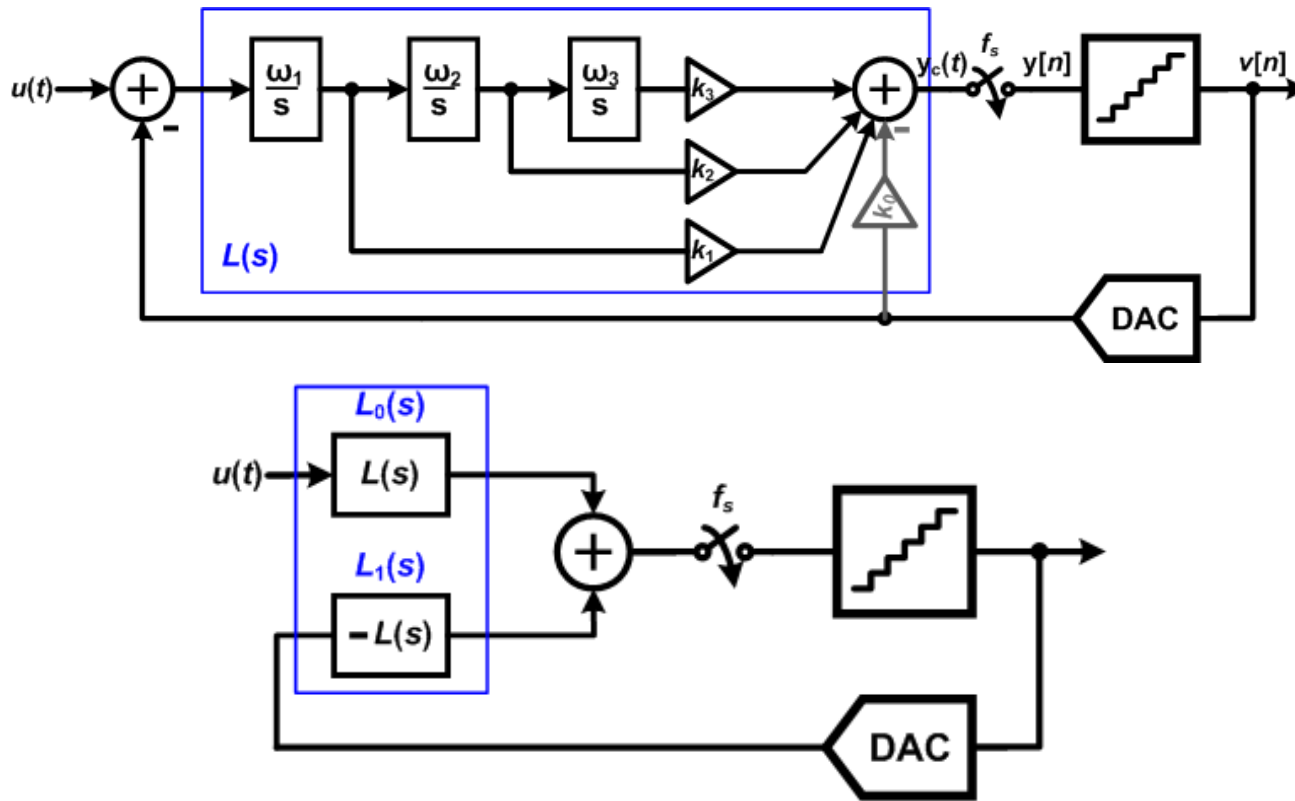 u(t) + - ω1/s ω2/s ω3/s k3 + yc(t) fs y[n] v[n]
k2 -
k0
L(s) k1
DAC
L0(s)
u(t) L(s) fs
+
L1(s)
- L(s)
DAC